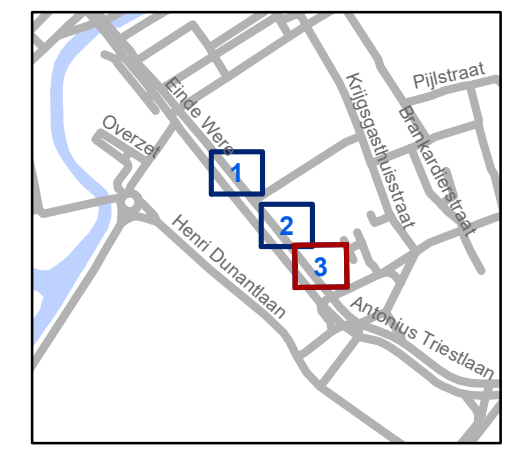 Pijlstraat
Krijgsgasthuisstraat
Brankardierstraat
Einde Were
Overzet
1
2
3
Henri Dunantlaan
Antonius Triestlaan